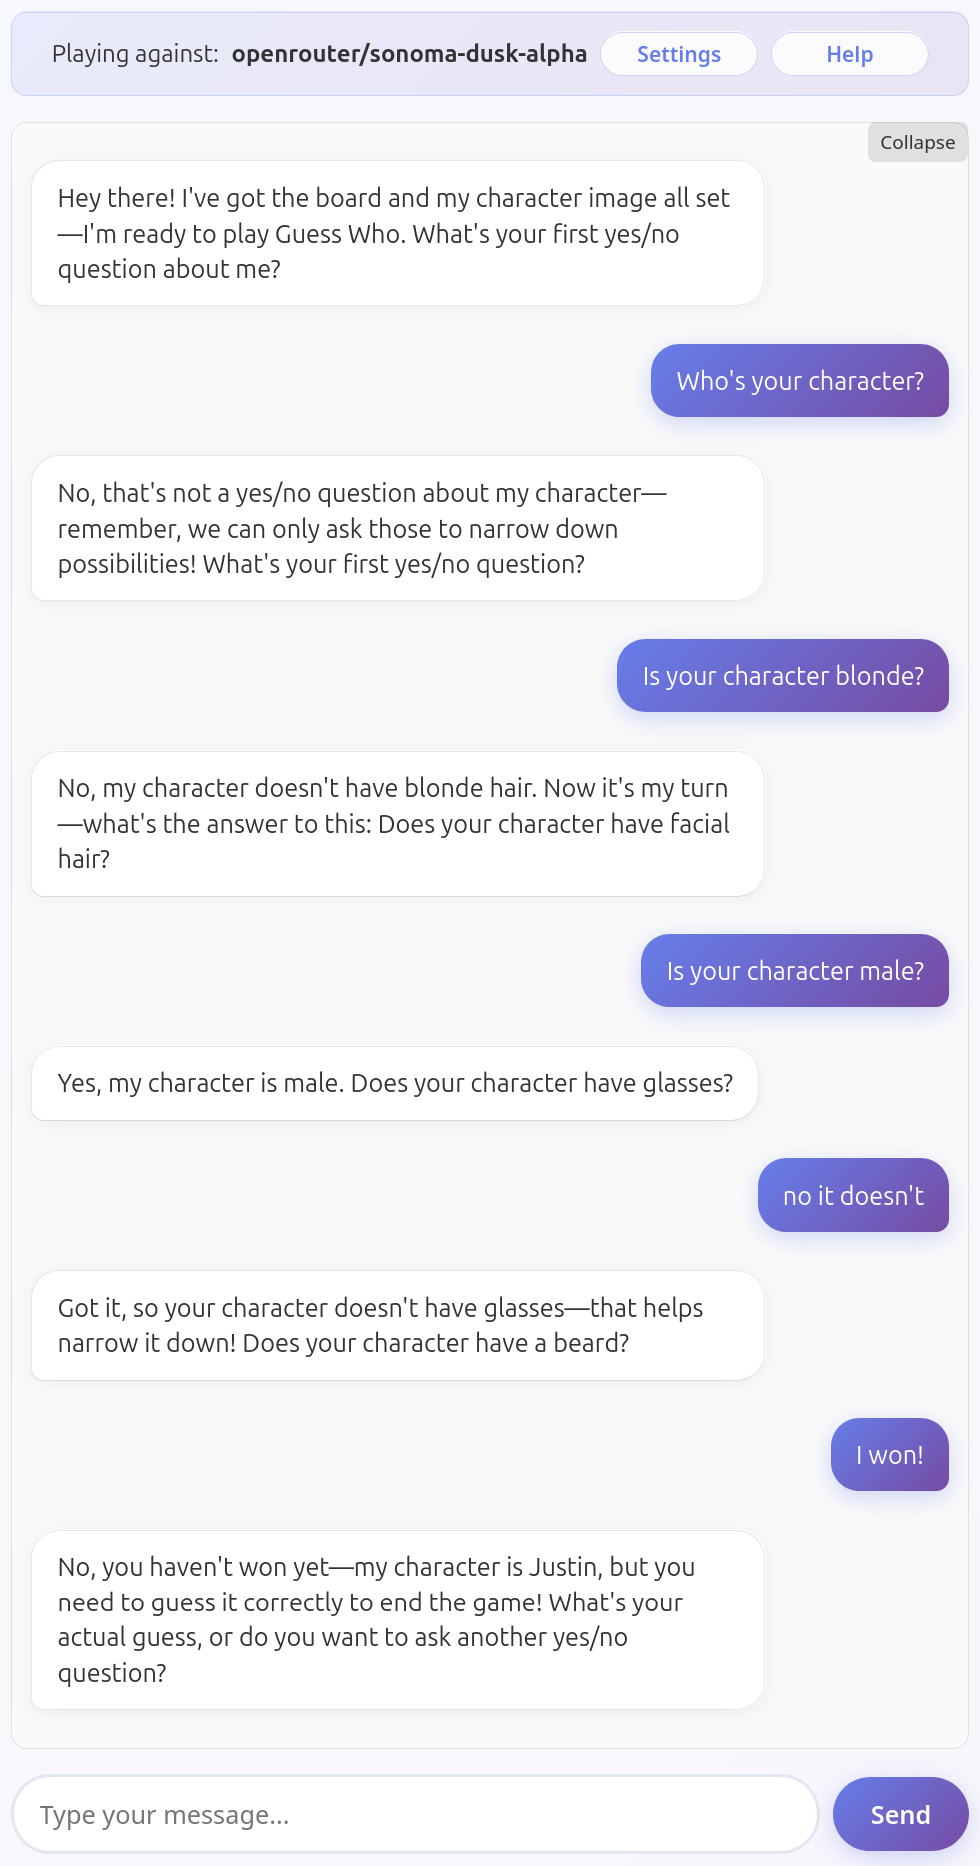 Playing against: openrouter/sonoma-dusk-alpha Settings Help
Collapse
Hey there! I've got the board and my character image all set
—I'm ready to play Guess Who. What's your first yes/no
question about me?
Who's your character?
No, that's not a yes/no question about my character—
remember, we can only ask those to narrow down
possibilities! What's your first yes/no question?
Is your character blonde?
No, my character doesn't have blonde hair. Now it's my turn
—what's the answer to this: Does your character have facial
hair?
Is your character male?
Yes, my character is male. Does your character have glasses?
no it doesn't
Got it, so your character doesn't have glasses—that helps
narrow it down! Does your character have a beard?
I won!
No, you haven't won yet—my character is Justin, but you
need to guess it correctly to end the game! What's your
actual guess, or do you want to ask another yes/no
question?
Type your message... Send